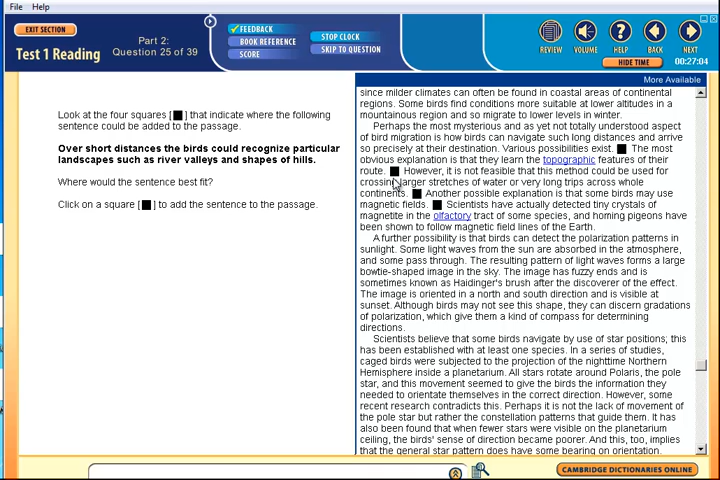 File Help
EXIT SECTION
Test 1 Reading
Part 2:
Question 25 of 39
FEEDBACK
BOOK REFERENCE
SCORE
STOP CLOCK
SKIP TO QUESTION
REVIEW
VOLUME
HELP
BACK
NEXT
HIDE TIME
00:27:04
More Available
Look at the four squares [■] that indicate where the following
sentence could be added to the passage.
Over short distances the birds could recognize particular
landscapes such as river valleys and shapes of hills.
Where would the sentence best fit?
Click on a square [■] to add the sentence to the passage.
since milder climates can often be found in coastal areas of continental
regions. Some birds find conditions more suitable at lower altitudes in a
mountainous region and so migrate to lower levels in winter.
Perhaps the most mysterious and as yet not totally understood aspect
of bird migration is how birds can navigate such long distances and arrive
so precisely at their destination. Various possibilities exist. ■ The most
obvious explanation is that they learn the topographic features of their
route. ■ However, it is not feasible that this method could be used for
crossing larger stretches of water or very long trips across whole
continents. ■ Another possible explanation is that some birds may use
magnetic fields. ■ Scientists have actually detected tiny crystals of
magnetite in the olfactory tract of some species, and homing pigeons have
been shown to follow magnetic field lines of the Earth.
A further possibility is that birds can detect the polarization patterns in
sunlight. Some light waves from the sun are absorbed in the atmosphere,
and some pass through. The resulting pattern of light waves forms a large
bowtie-shaped image in the sky. The image has fuzzy ends and is
sometimes known as Haidinger's brush after the discoverer of the effect.
The image is oriented in a north and south direction and is visible at
sunset. Although birds may not see this shape, they can discern gradations
of polarization, which give them a kind of compass for determining
directions.
Scientists believe that some birds navigate by use of star positions; this
has been established with at least one species. In a series of studies,
caged birds were subjected to the projection of the nighttime Northern
Hemisphere inside a planetarium. All stars rotate around Polaris, the pole
star, and this movement seemed to give the birds the information they
needed to orientate themselves in the correct direction. However, some
recent research contradicts this. Perhaps it is not the lack of movement of
the pole star but rather the constellation patterns that guide them. It has
also been found that when fewer stars were visible on the planetarium
ceiling, the birds' sense of direction became poorer. And this, too, implies
that the general star pattern does have some bearing on orientation.
CAMBRIDGE DICTIONARIES ONLINE